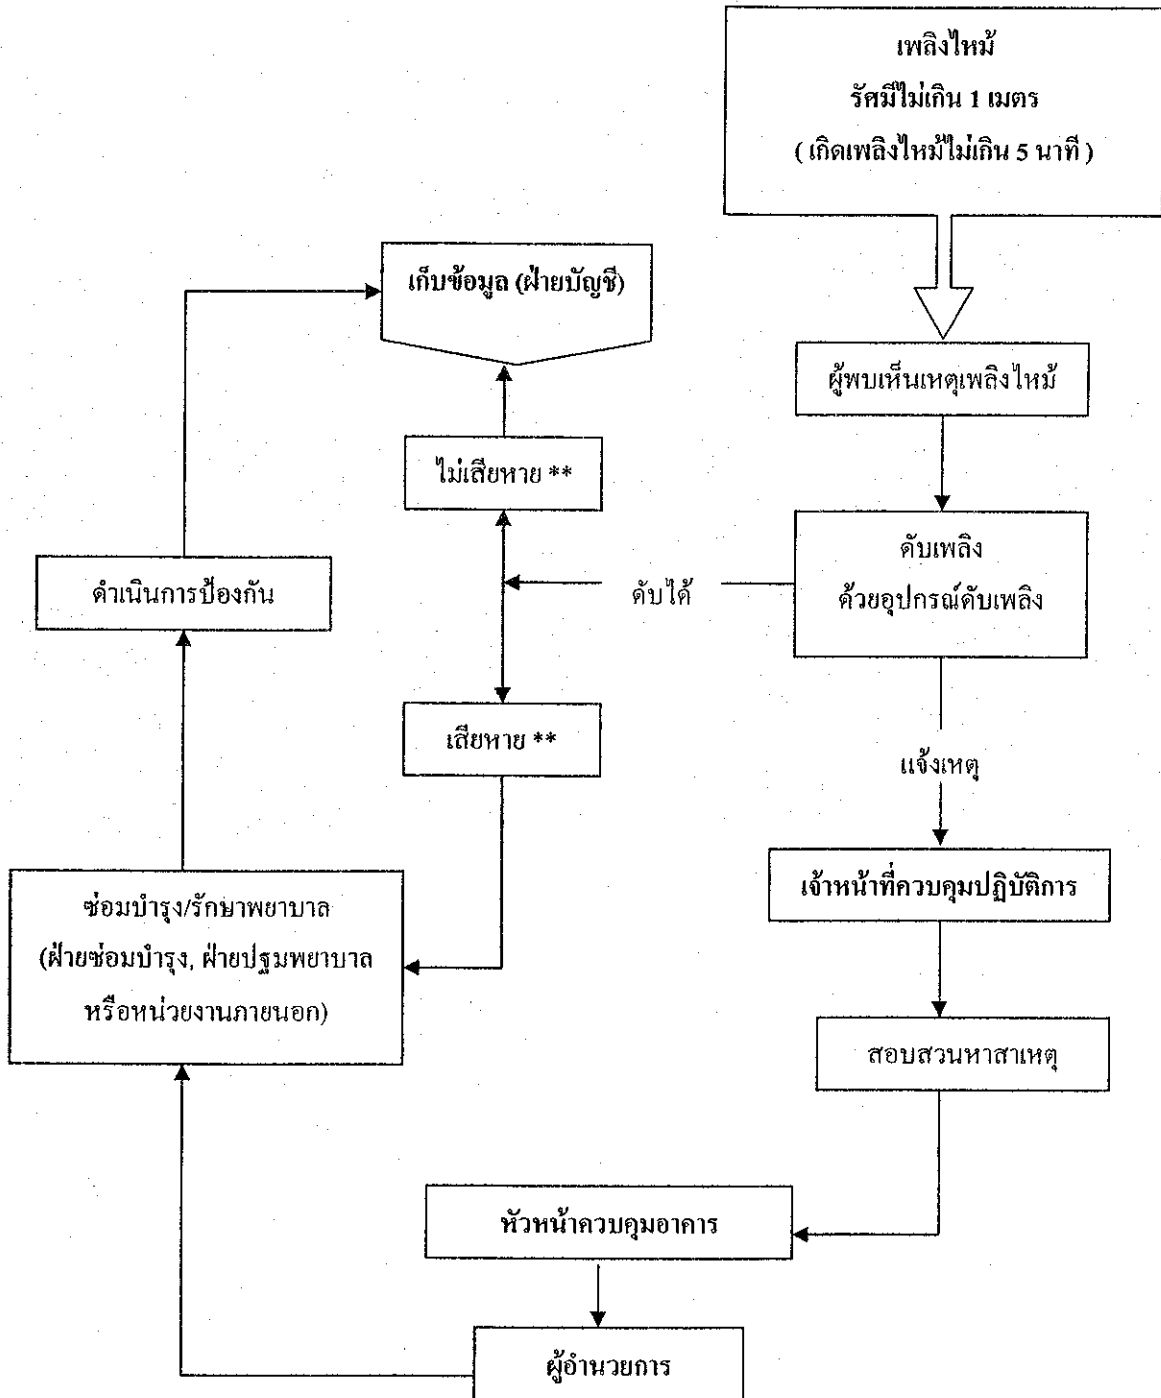 เพลิงไหม้
รัศมีไม่เกิน 1 เมตร
( เกิดเพลิงไหม้ไม่เกิน 5 นาที )
เก็บข้อมูล (ฝ่ายบัญชี)
ผู้พบเห็นเหตุเพลิงไหม้
ไม่เสียหาย **
ดับเพลิง
ด้วยอุปกรณ์ดับเพลิง
ดับได้
ดำเนินการป้องกัน
เสียหาย **
แจ้งเหตุ
เจ้าหน้าที่ควบคุมปฏิบัติการ
ซ่อมบำรุง/รักษาพยาบาล
(ฝ่ายซ่อมบำรุง, ฝ่ายปฐมพยาบาล
หรือหน่วยงานภายนอก)
สอบสวนหาสาเหตุ
หัวหน้าควบคุมอาคาร
ผู้อำนวยการ